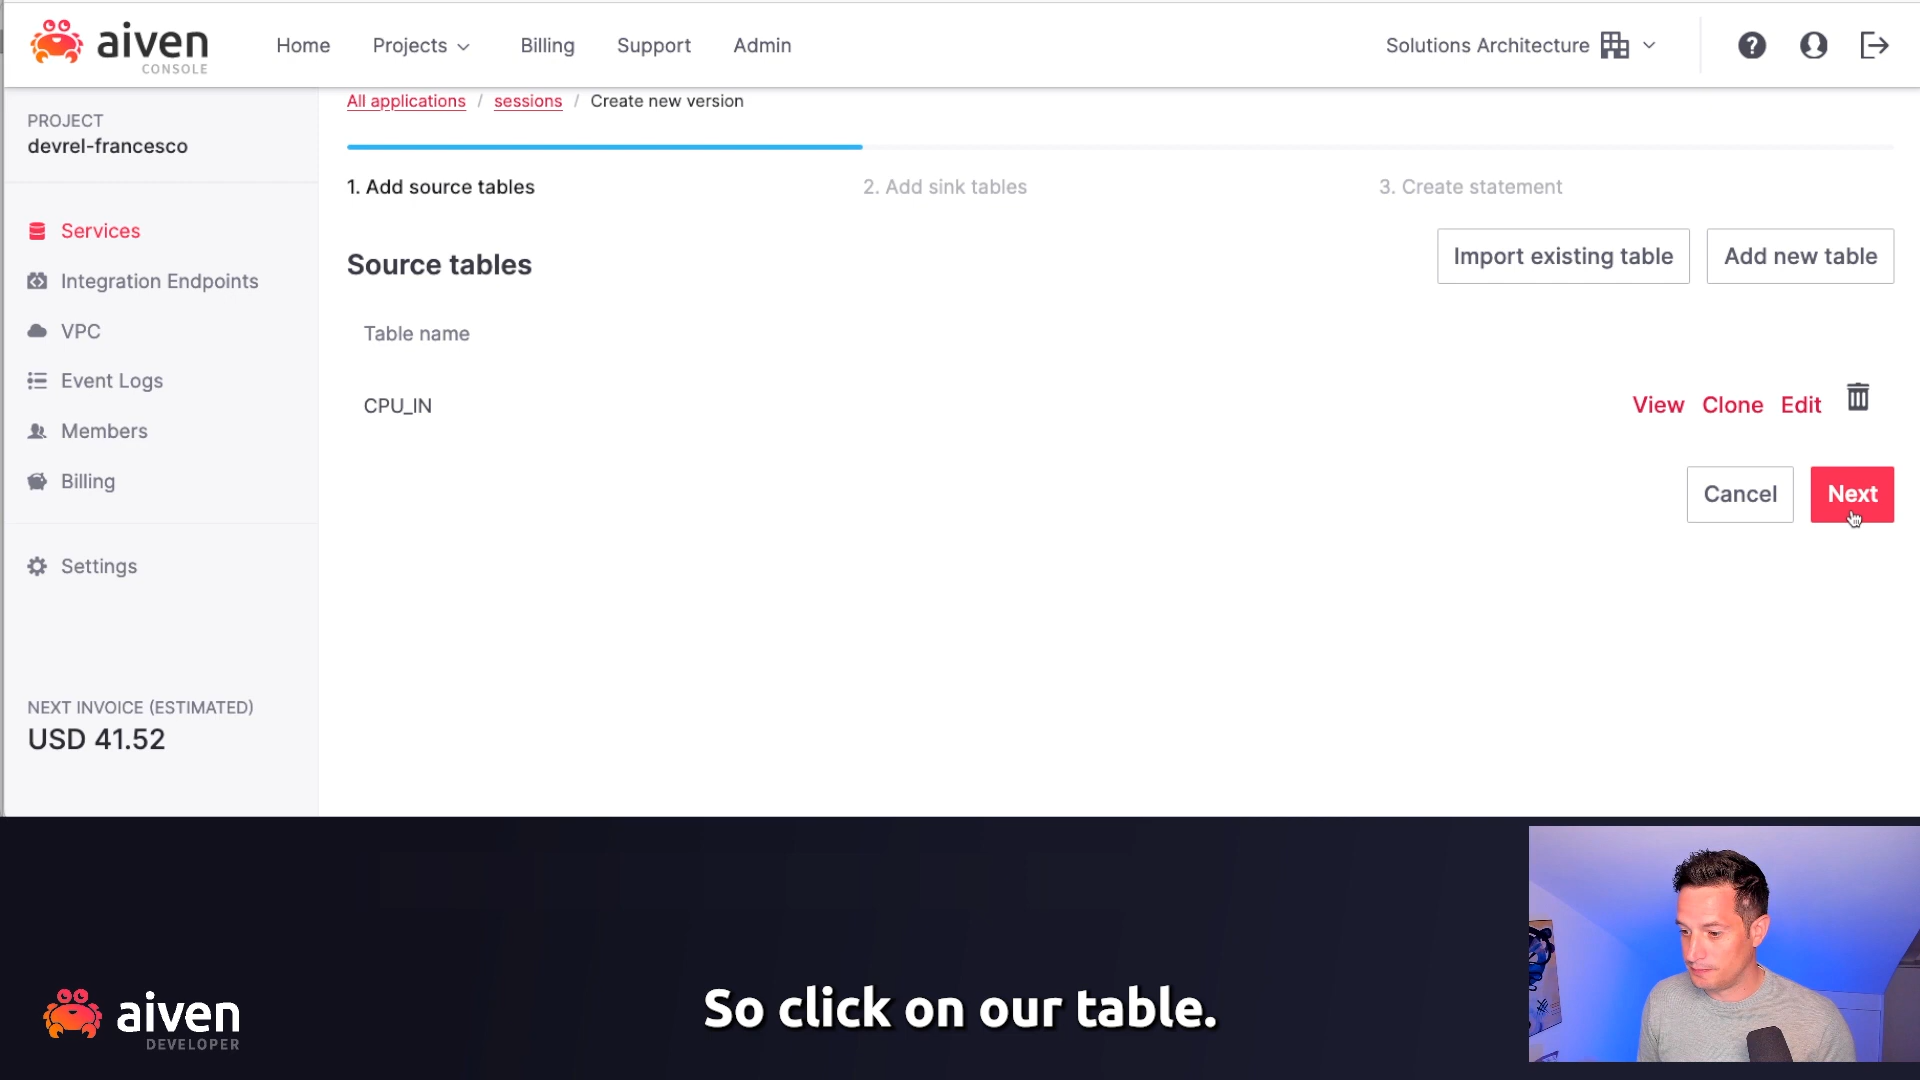 aiven
CONSOLE
Home
Projects
Billing
Support
Admin
Solutions Architecture
?
PROJECT
devrel-francesco
All applications / sessions / Create new version
1. Add source tables
2. Add sink tables
3. Create statement
Services
Integration Endpoints
VPC
Event Logs
Members
Billing
Settings
NEXT INVOICE (ESTIMATED)
USD 41.52
Source tables
Import existing table
Add new table
Table name
CPU_IN
View
Clone
Edit
Cancel
Next
aiven
DEVELOPER
So click on our table.